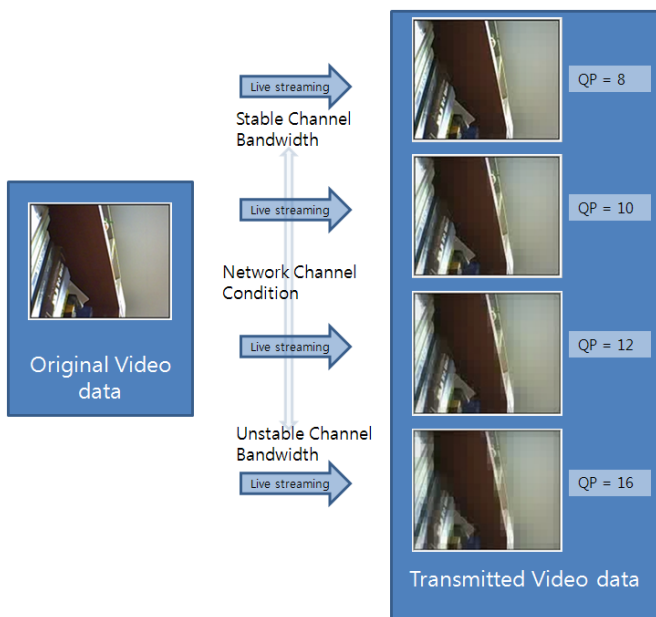 Live streaming
QP = 8
Stable Channel
Bandwidth
Live streaming
QP = 10
Network Channel
Condition
Original Video
data
Live streaming
QP = 12
Unstable Channel
Bandwidth
Live streaming
QP = 16
Transmitted Video data